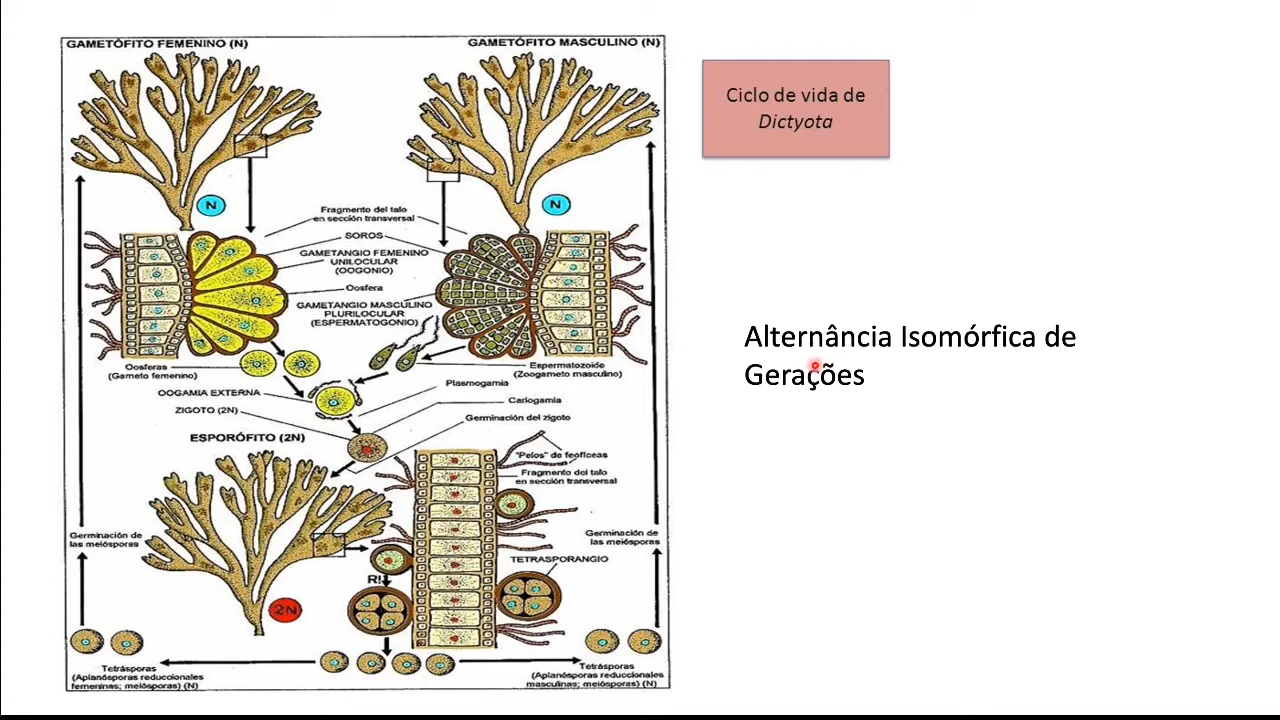 GAMETÓFITO FEMENINO (N)
GAMETÓFITO MASCULINO (N)
Ciclo de vida de
Dictyota
N
N
Fragmento del talo
en sección transversal
SOROS
GAMETANGIO FEMENINO
UNILOCULAR
(OOGONIO)
Oosfera
GAMETANGIO MASCULINO
PLURILOCULAR
(ESPERMATOGONIO)
Alternância Isomórfica de
Gerações
Oosferas
(Gameto femenino)
Espermatozoide
(Zoogameto masculino)
Plasmogamia
OOGAMIA EXTERNA
Cariogamia
ZIGOTO (2N)
Germinación del zigoto
ESPORÓFITO (2N)
"Pelos" de feofíceas
Fragmento del talo
en sección transversal
Germinación de
las meiósporas
Germinación de
las meiósporas
TETRASPORANGIO
R!
2N
Tetrásporas
(Aplanósporas reduccionales
femeninas; meiósporas) (N)
Tetrásporas
(Aplanósporas reduccionales
masculinas; meiósporas) (N)